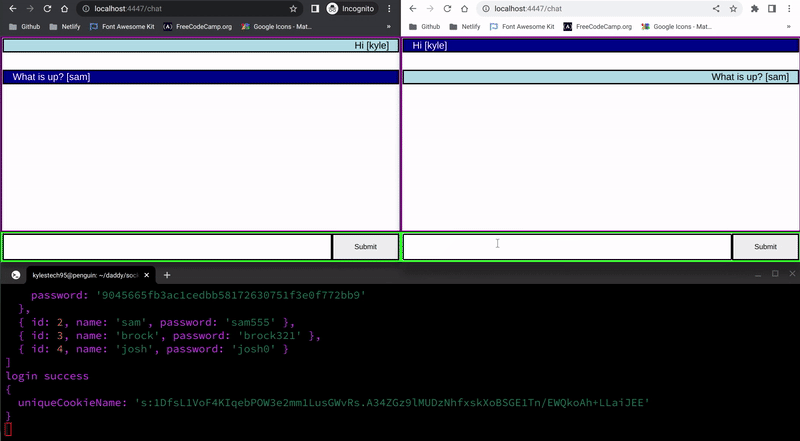 localhost:4447/chat
Incognito
Github Netlify Font Awesome Kit FreeCodeCamp.org Google Icons - Mat... »
Hi [kyle]
What is up? [sam]
Submit
localhost:4447/chat
Github Netlify Font Awesome Kit FreeCodeCamp.org Google Icons - Mat... »
Hi [kyle]
What is up? [sam]
Submit
kylestech95@penguin: ~/daddy/soc
password: '9045665fb3ac1cedbb58172630751f3e0f772bb9'
},
{ id: 2, name: 'sam', password: 'sam555' },
{ id: 3, name: 'brock', password: 'brock321' },
{ id: 4, name: 'josh', password: 'josh0' }
]
login success
{
uniqueCookieName: 's:1DfsL1VoF4KIqebPOW3e2mm1LusGWvRs.A34ZGz9lMUDzNhfxskXoBSGE1Tn/EWQkoAh+LLaiJEE'
}